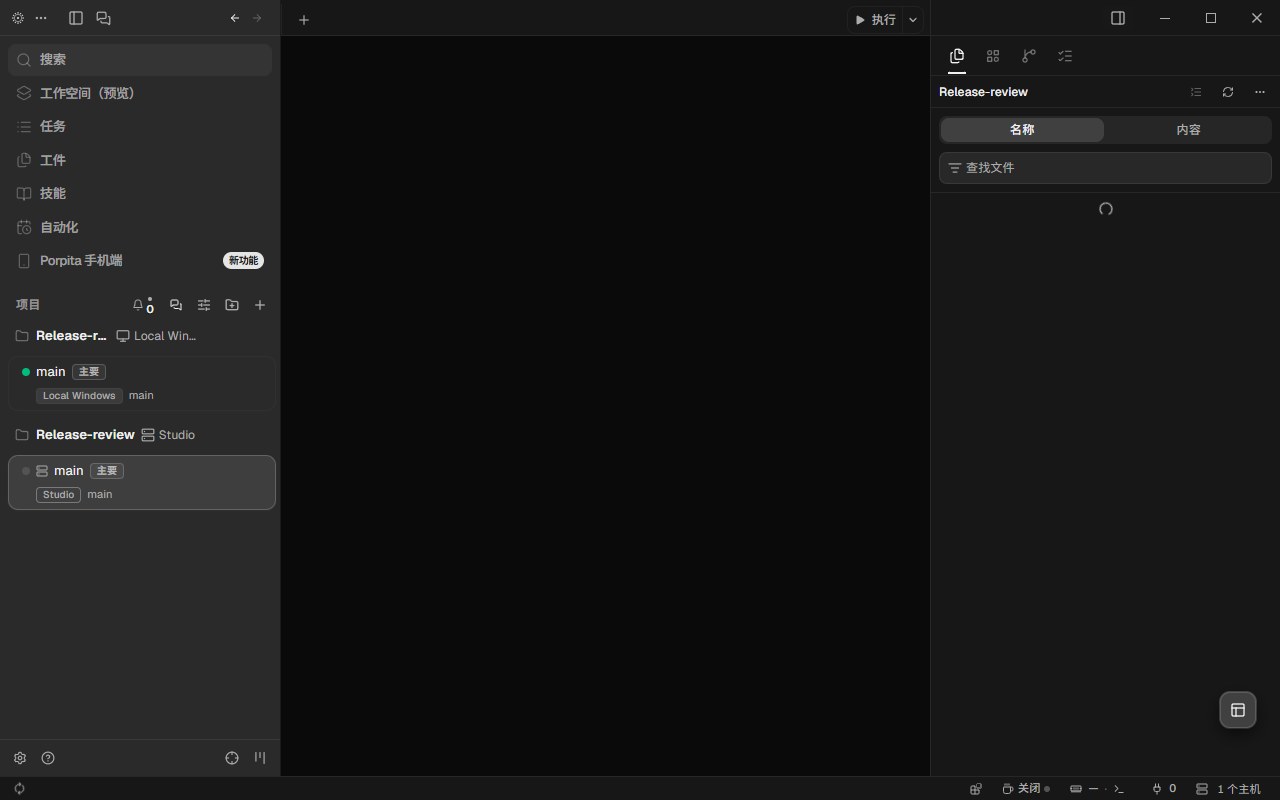 执行
搜索
工作空间（预览）
任务
工件
技能
自动化
Porpita 手机端 新功能
项目 0
Release-r... Local Win...
main 主要
Local Windows main
Release-review Studio
main 主要
Studio main
Release-review
名称 内容
查找文件
关闭 0 1 个主机